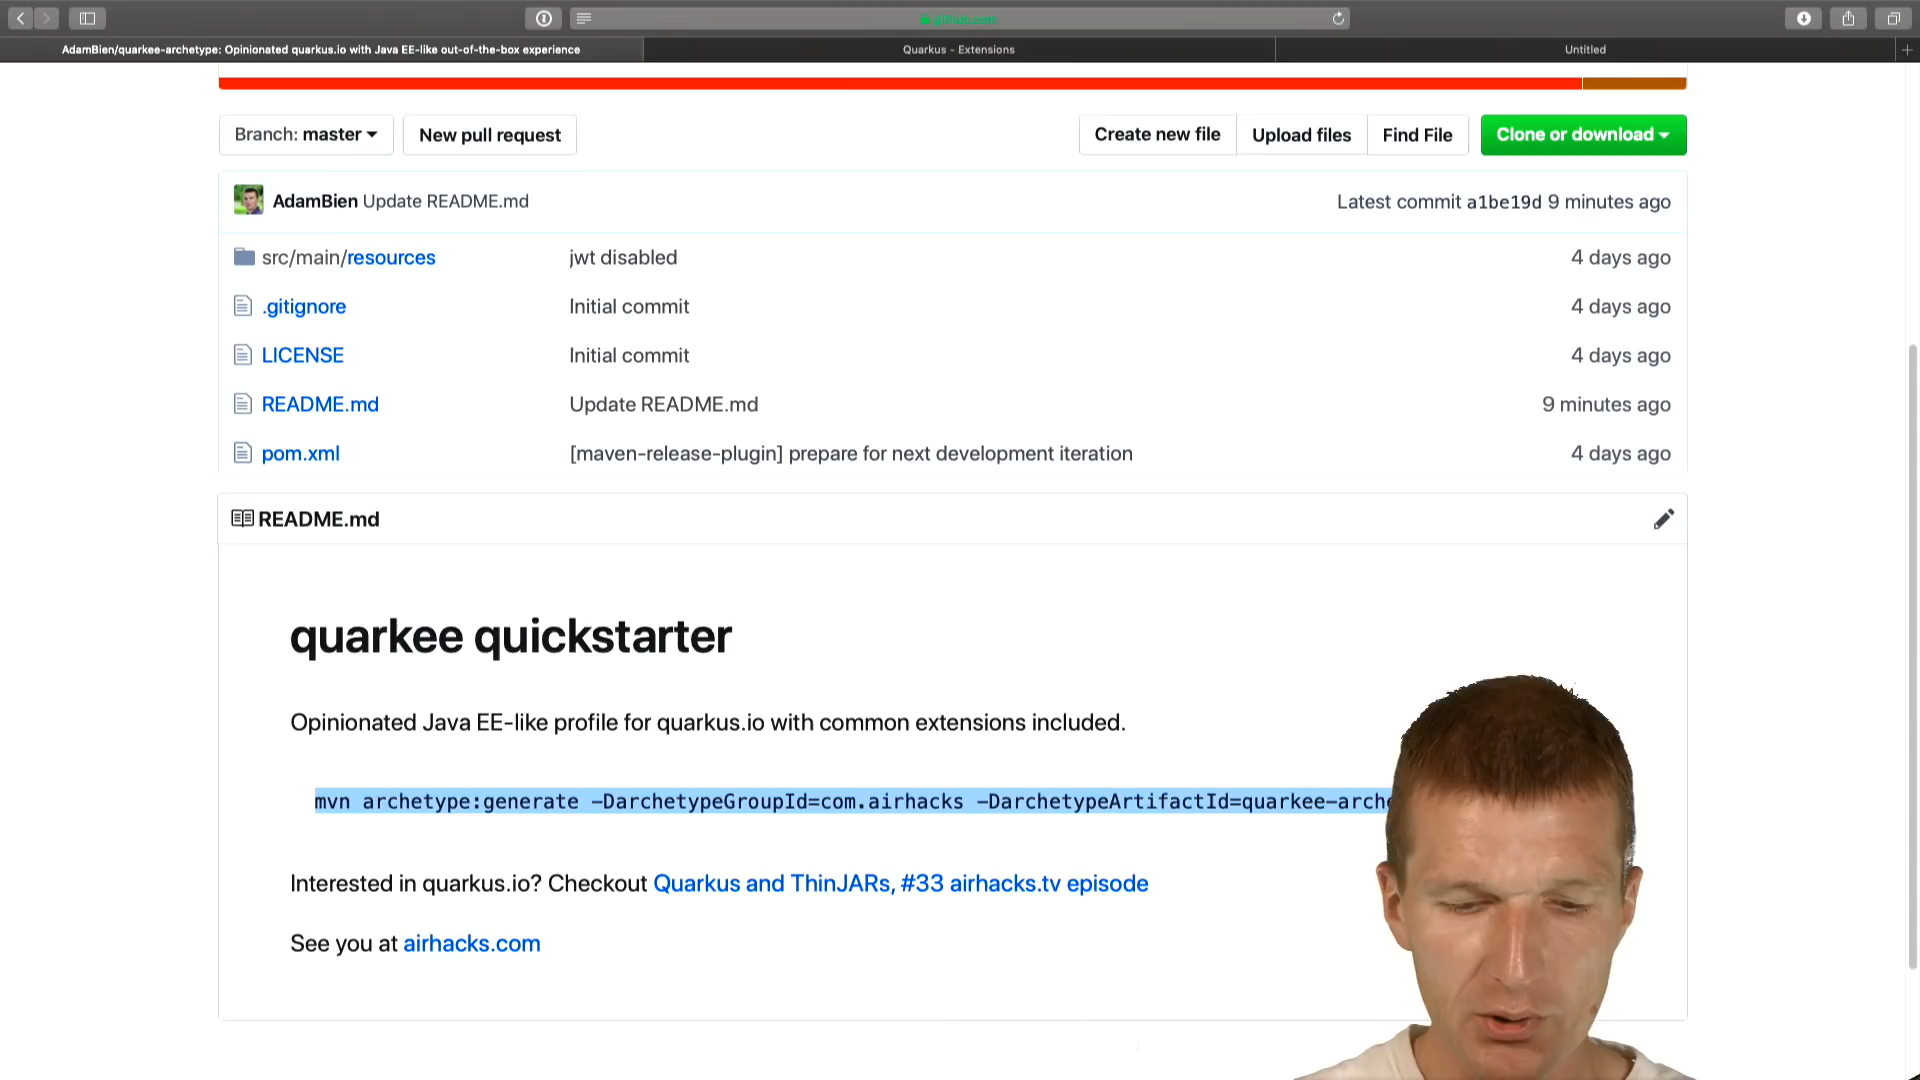 github.com
AdamBien/quarkee-archetype: Opinionated quarkus.io with Java EE-like out-of-the-box experience
Quarkus - Extensions
Untitled
Branch: master
New pull request
Create new file
Upload files
Find File
Clone or download
AdamBien Update README.md
Latest commit a1be19d 9 minutes ago
src/main/resources
jwt disabled
4 days ago
.gitignore
Initial commit
4 days ago
LICENSE
Initial commit
4 days ago
README.md
Update README.md
9 minutes ago
pom.xml
[maven-release-plugin] prepare for next development iteration
4 days ago
README.md
quarkee quickstarter
Opinionated Java EE-like profile for quarkus.io with common extensions included.
mvn archetype:generate -DarchetypeGroupId=com.airhacks -DarchetypeArtifactId=quarkee-arche
Interested in quarkus.io? Checkout Quarkus and ThinJARs, #33 airhacks.tv episode
See you at airhacks.com